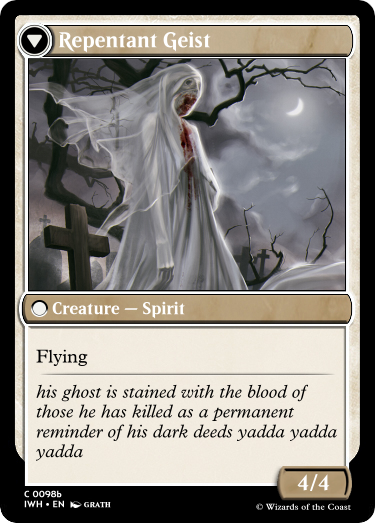 Repentant Geist
Creature — Spirit
Flying
his ghost is stained with the blood of
those he has killed as a permanent
reminder of his dark deeds yadda yadda
yadda
4/4
C 0098b
IWH • EN GRATH
© Wizards of the Coast